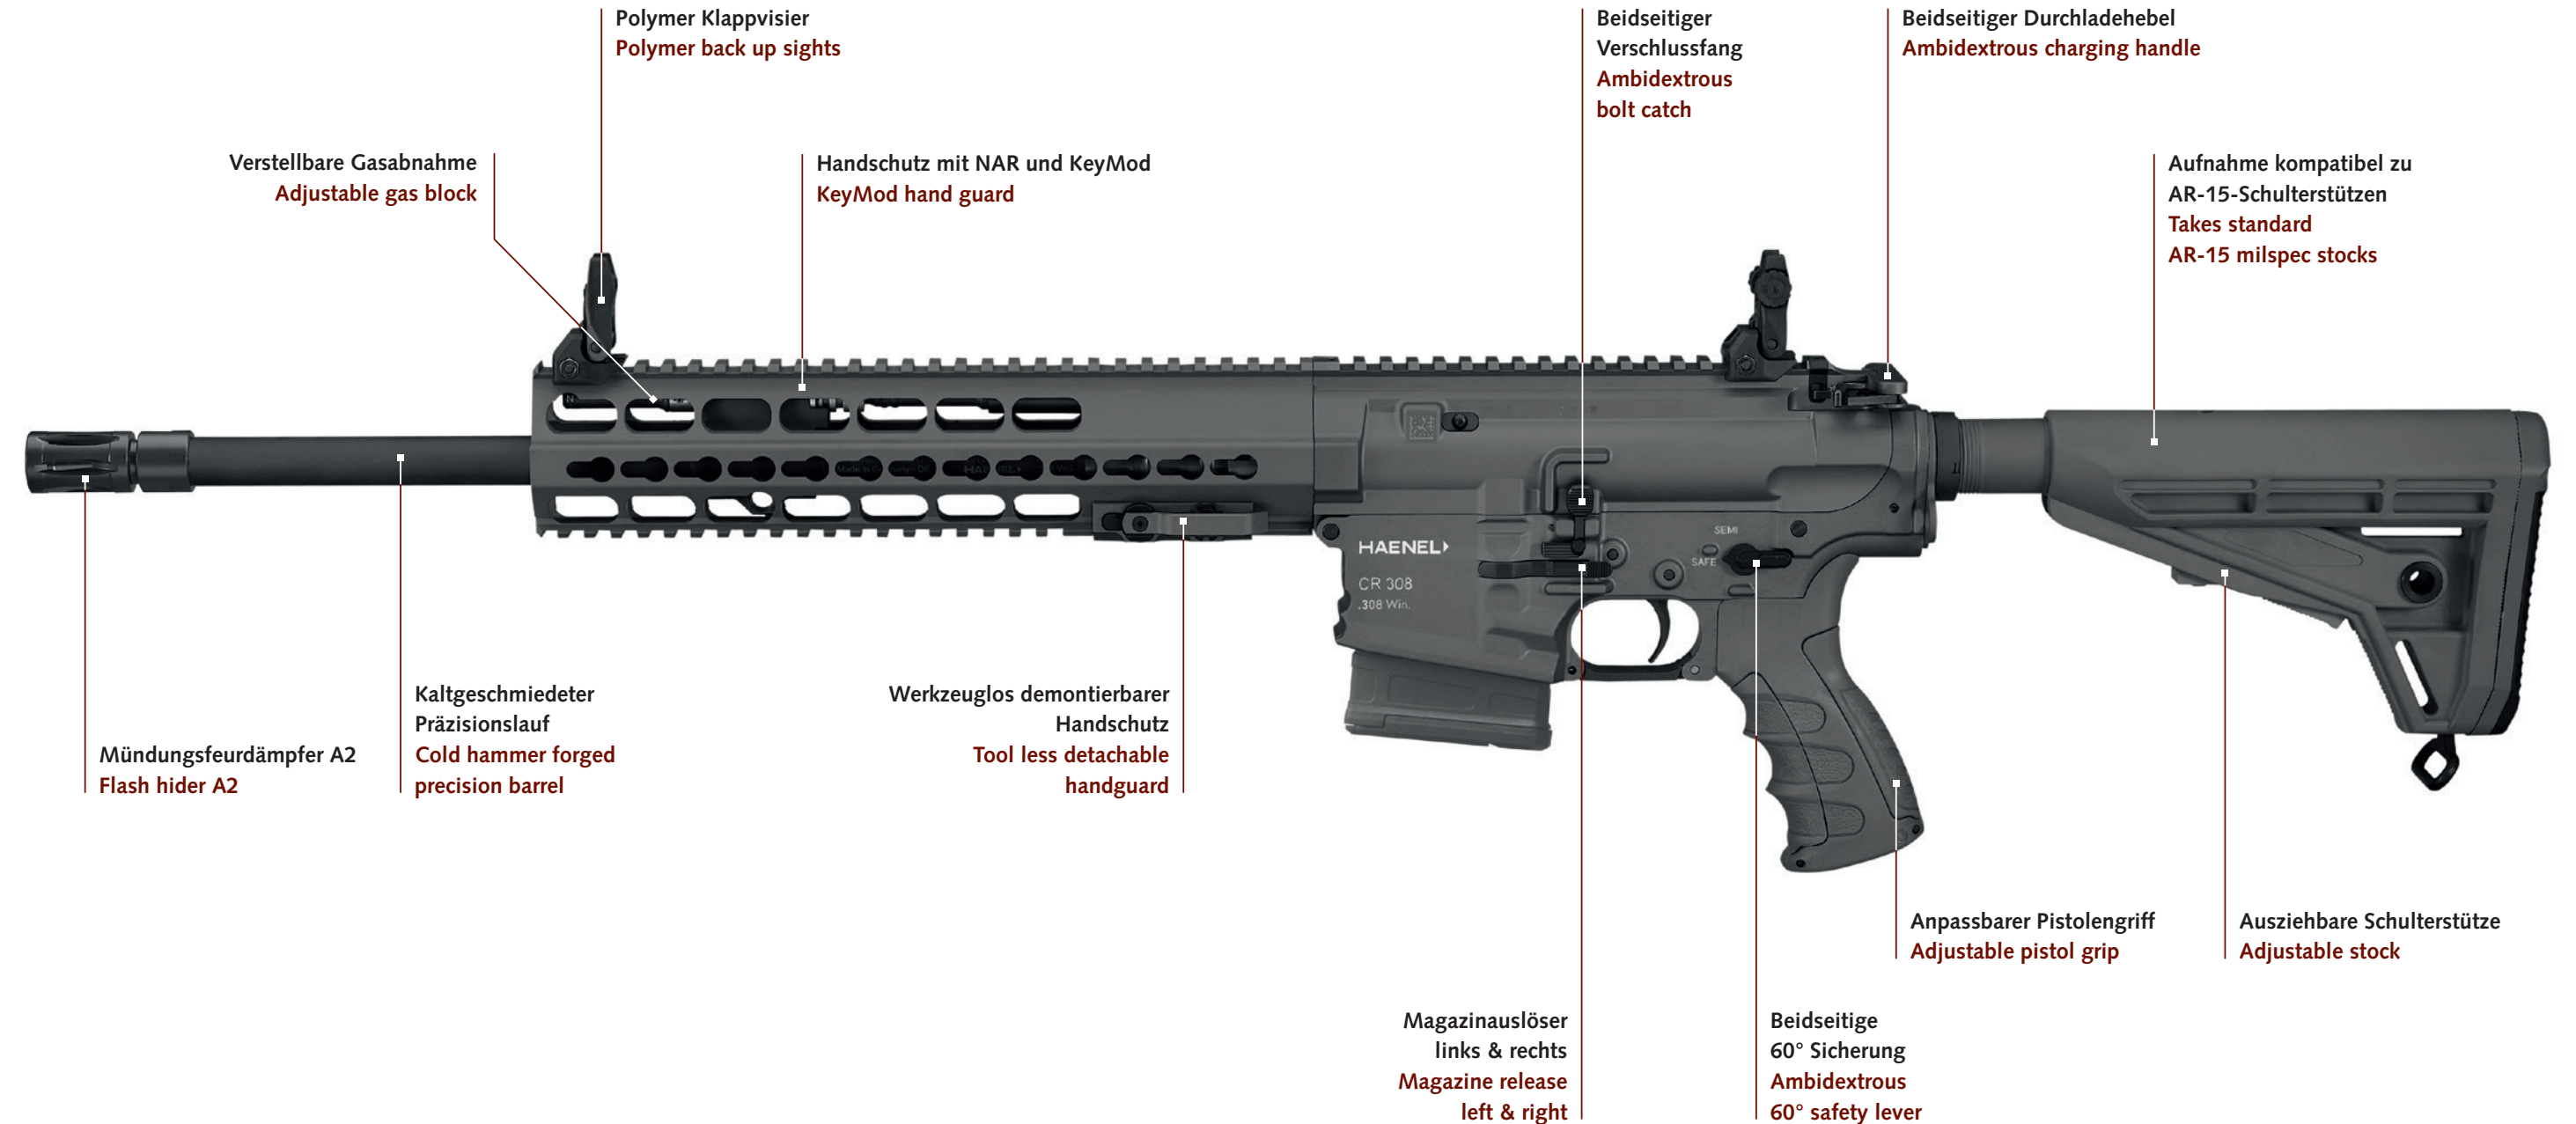 Polymer Klappvisier
Polymer back up sights
Beidseitiger
Verschlussfang
Ambidextrous
bolt catch
Beidseitiger Durchladehebel
Ambidextrous charging handle
Verstellbare Gasabnahme
Adjustable gas block
Handschutz mit NAR und KeyMod
KeyMod hand guard
Aufnahme kompatibel zu
AR-15-Schulterstützen
Takes standard
AR-15 milspec stocks
HAENEL
CR 308
.308 Win.
SEMI
SAFE
Mündungsfeurdämpfer A2
Flash hider A2
Kaltgeschmiedeter
Präzisionslauf
Cold hammer forged
precision barrel
Werkzeuglos demontierbarer
Handschutz
Tool less detachable
handguard
Anpassbarer Pistolengriff
Adjustable pistol grip
Ausziehbare Schulterstütze
Adjustable stock
Magazinauslöser
links & rechts
Magazine release
left & right
Beidseitige
60° Sicherung
Ambidextrous
60° safety lever